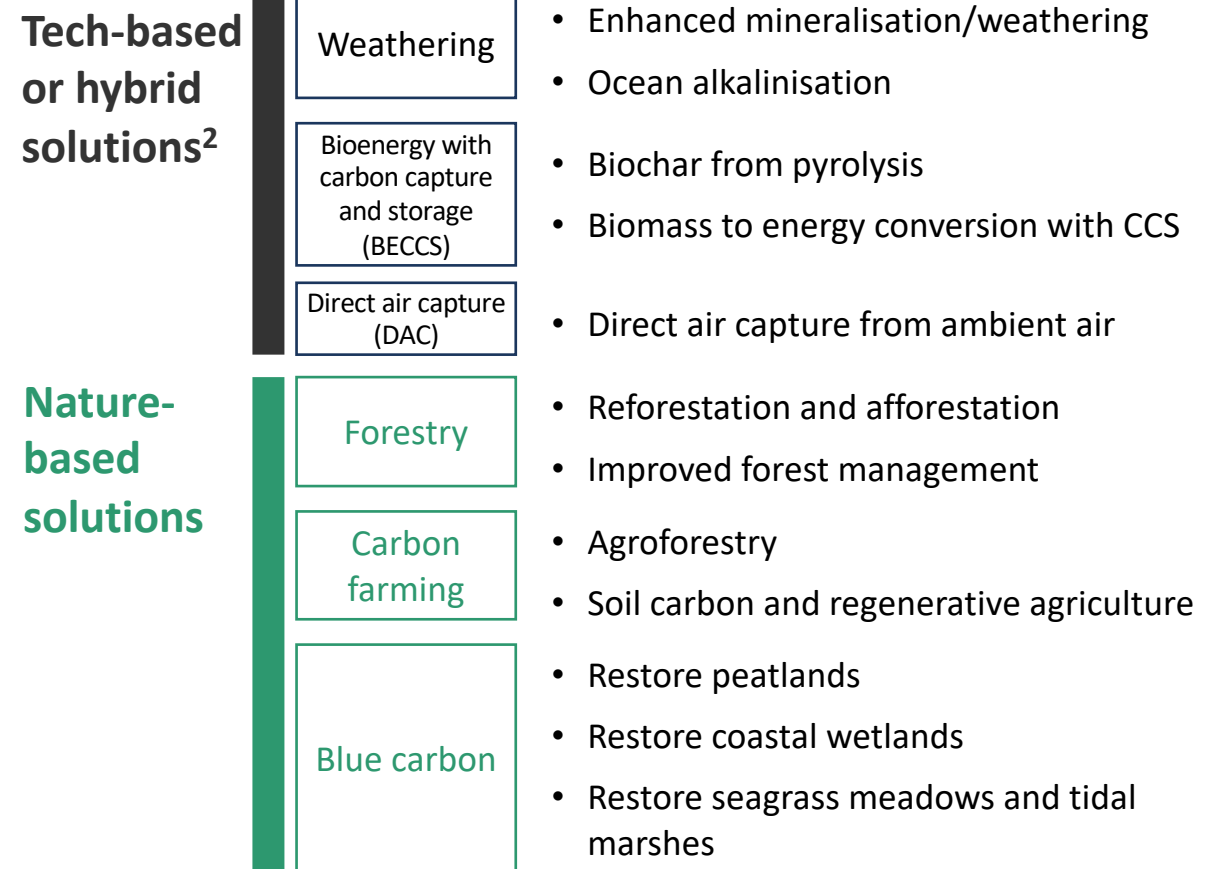 Tech-based
or hybrid
solutions²
Weathering
• Enhanced mineralisation/weathering
• Ocean alkalinisation
Bioenergy with
carbon capture
and storage
(BECCS)
• Biochar from pyrolysis
• Biomass to energy conversion with CCS
Direct air capture
(DAC)
• Direct air capture from ambient air
Nature-
based
solutions
Forestry
• Reforestation and afforestation
• Improved forest management
Carbon
farming
• Agroforestry
• Soil carbon and regenerative agriculture
Blue carbon
• Restore peatlands
• Restore coastal wetlands
• Restore seagrass meadows and tidal
marshes